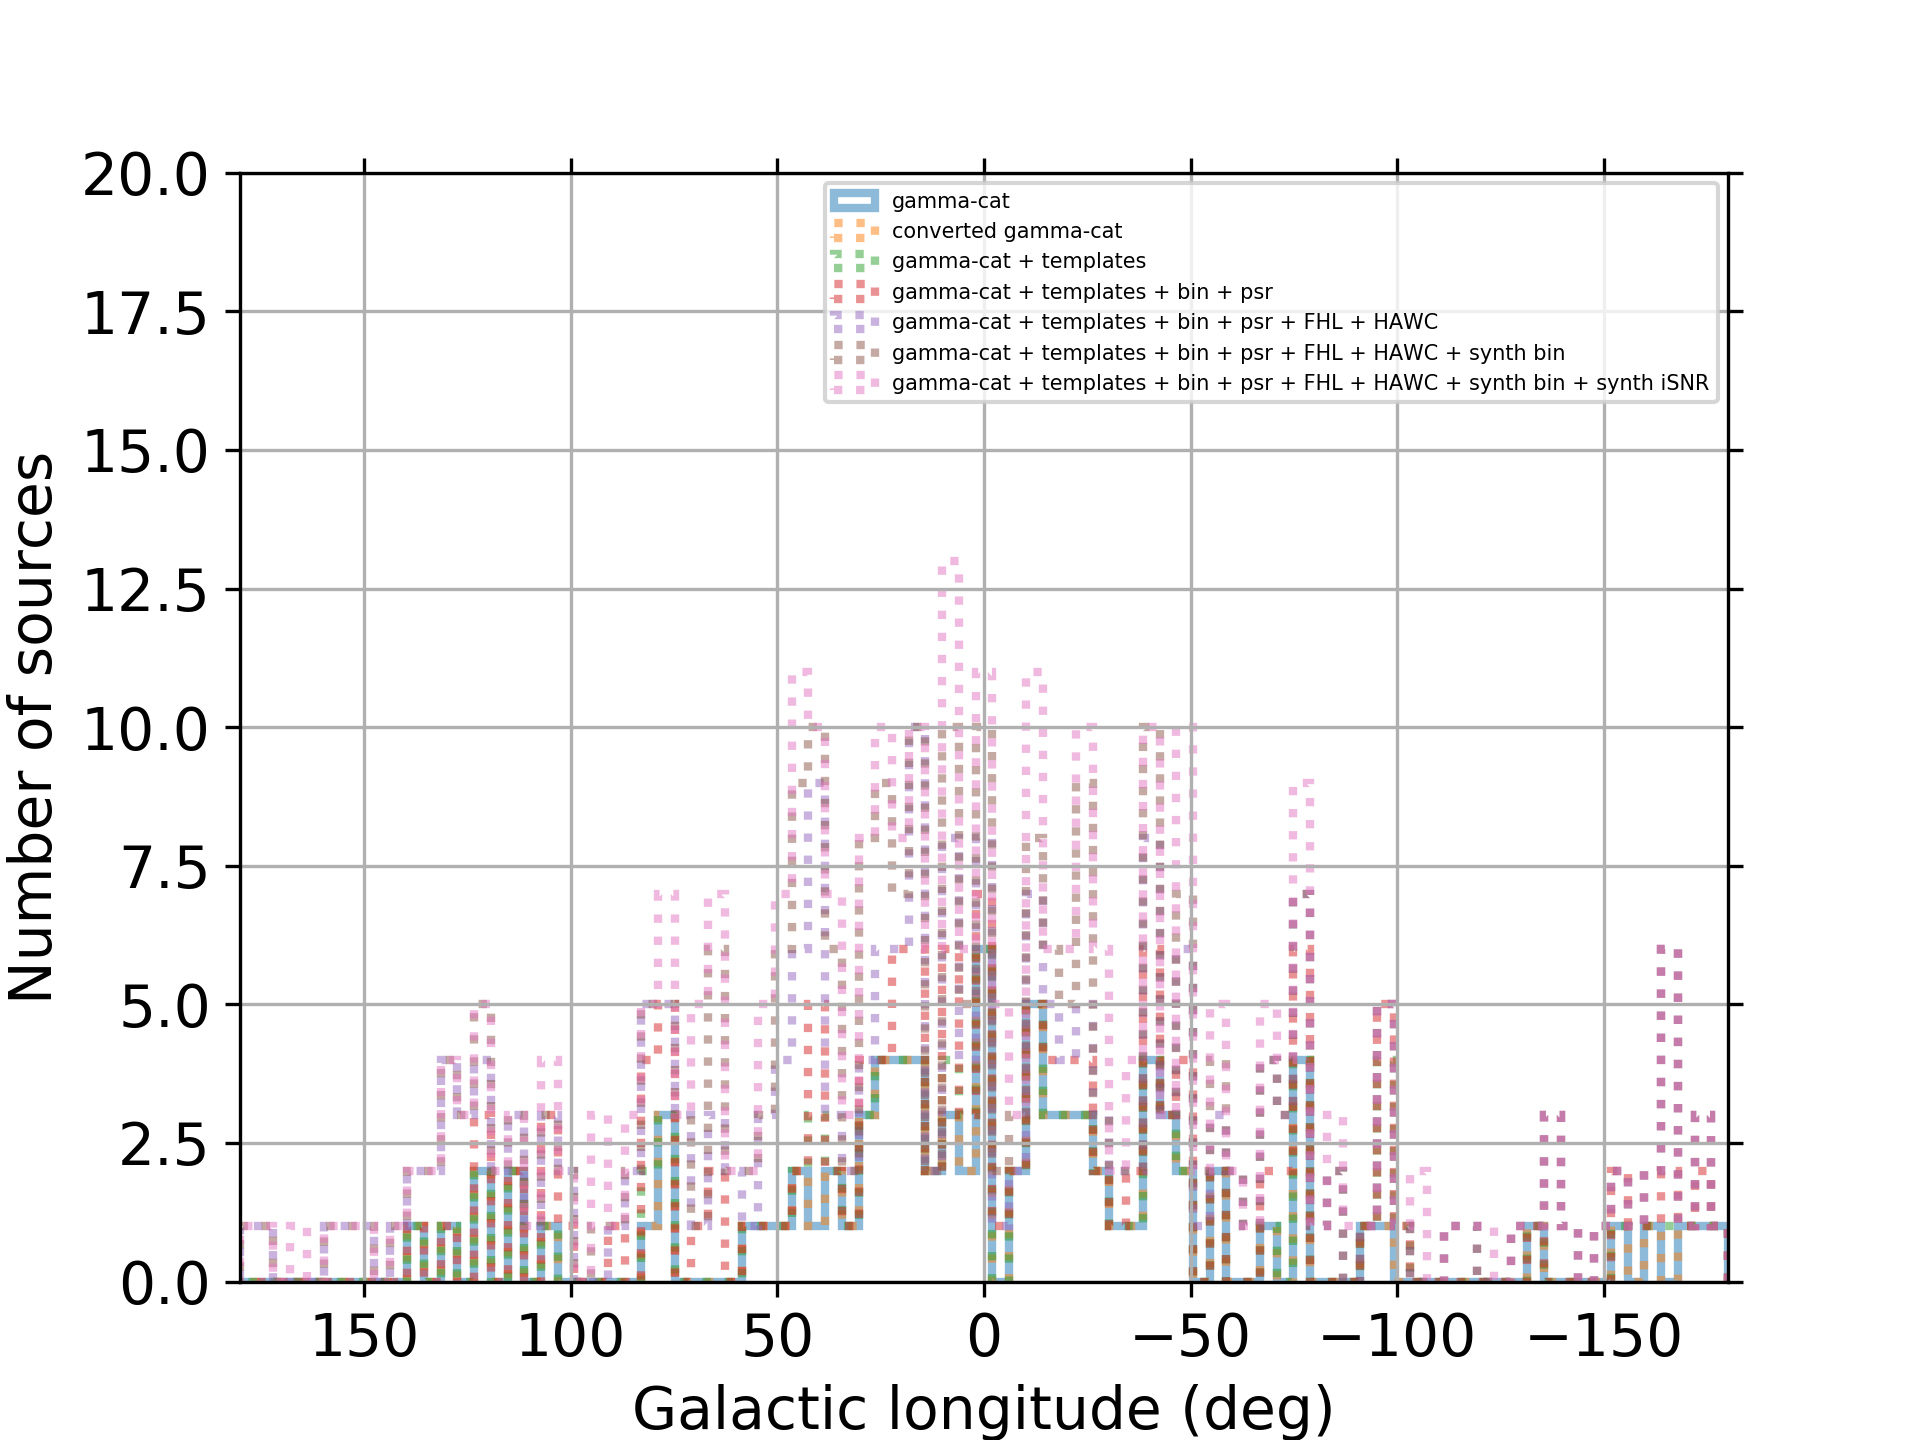 20.0
17.5
15.0
12.5
10.0
7.5
5.0
2.5
0.0
Number of sources
gamma-cat
converted gamma-cat
gamma-cat + templates
gamma-cat + templates + bin + psr
gamma-cat + templates + bin + psr + FHL + HAWC
gamma-cat + templates + bin + psr + FHL + HAWC + synth bin
gamma-cat + templates + bin + psr + FHL + HAWC + synth bin + synth iSNR
150 100 50 0 −50 −100 −150
Galactic longitude (deg)